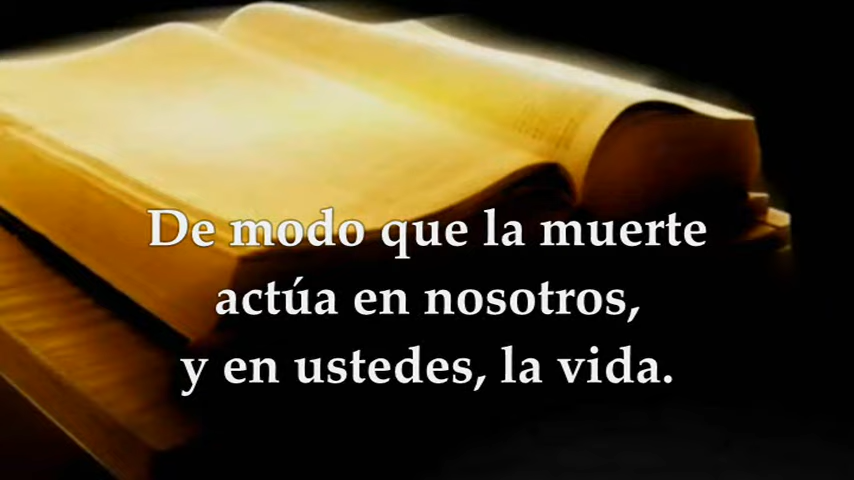 De modo que la muerte
actúa en nosotros,
y en ustedes, la vida.